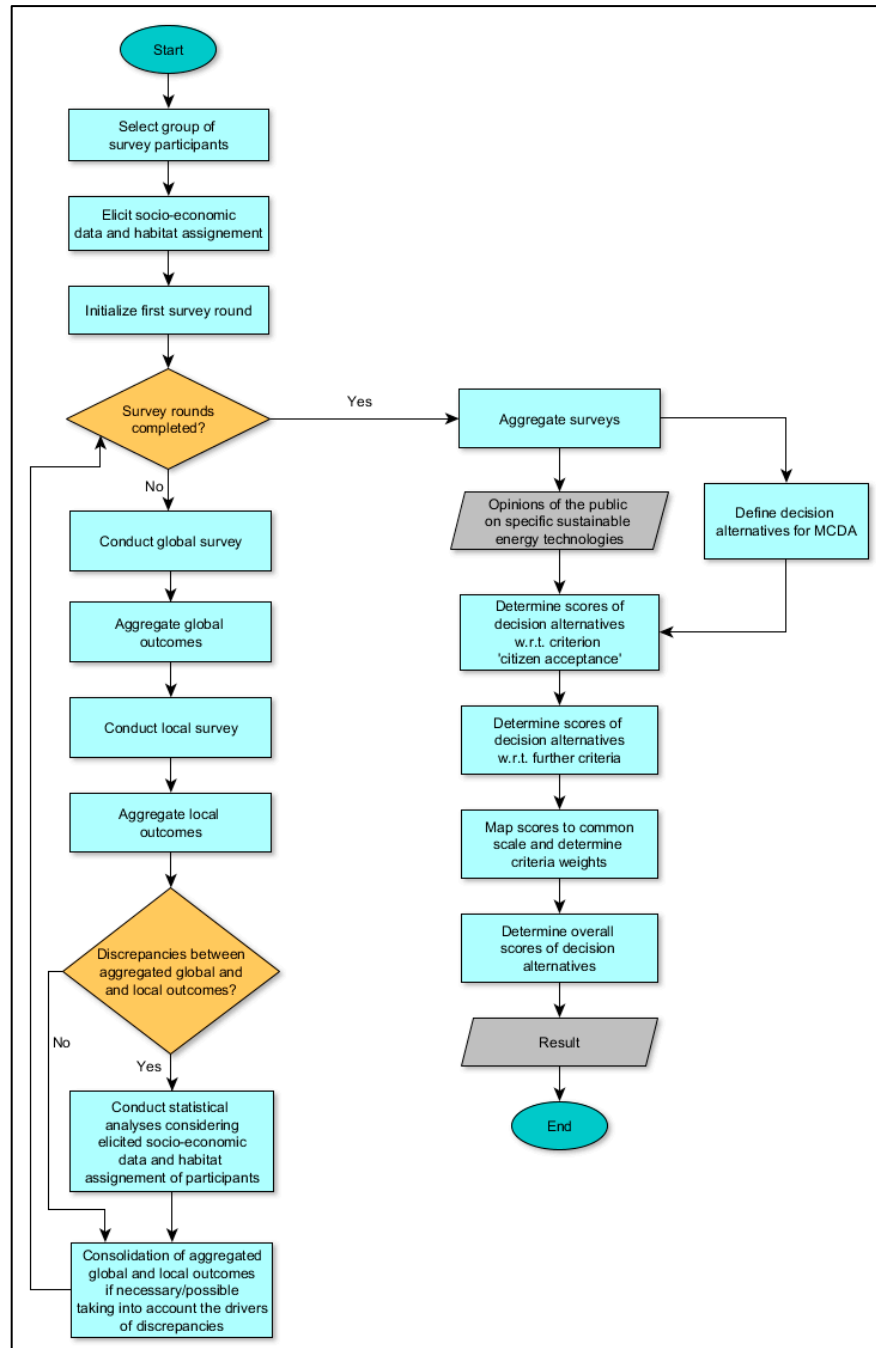 Start
Select group of
survey participants
Elicit socio-economic
data and habitat assignement
Initialize first survey round
Survey rounds
completed?
Yes
No
Conduct global survey
Aggregate global
outcomes
Conduct local survey
Aggregate local
outcomes
Discrepancies between
aggregated global and
and local outcomes?
No
Yes
Conduct statistical
analyses considering
elicited socio-economic
data and habitat
assignement of participants
Consolidation of aggregated
global and local outcomes
if necessary/possible
taking into account the drivers
of discrepancies
Aggregate surveys
Opinions of the public
on specific sustainable
energy technologies
Define decision
alternatives for MCDA
Determine scores of
decision alternatives
w.r.t. criterion
'citizen acceptance'
Determine scores of
decision alternatives
w.r.t. further criteria
Map scores to common
scale and determine
criteria weights
Determine overall
scores of decision
alternatives
Result
End